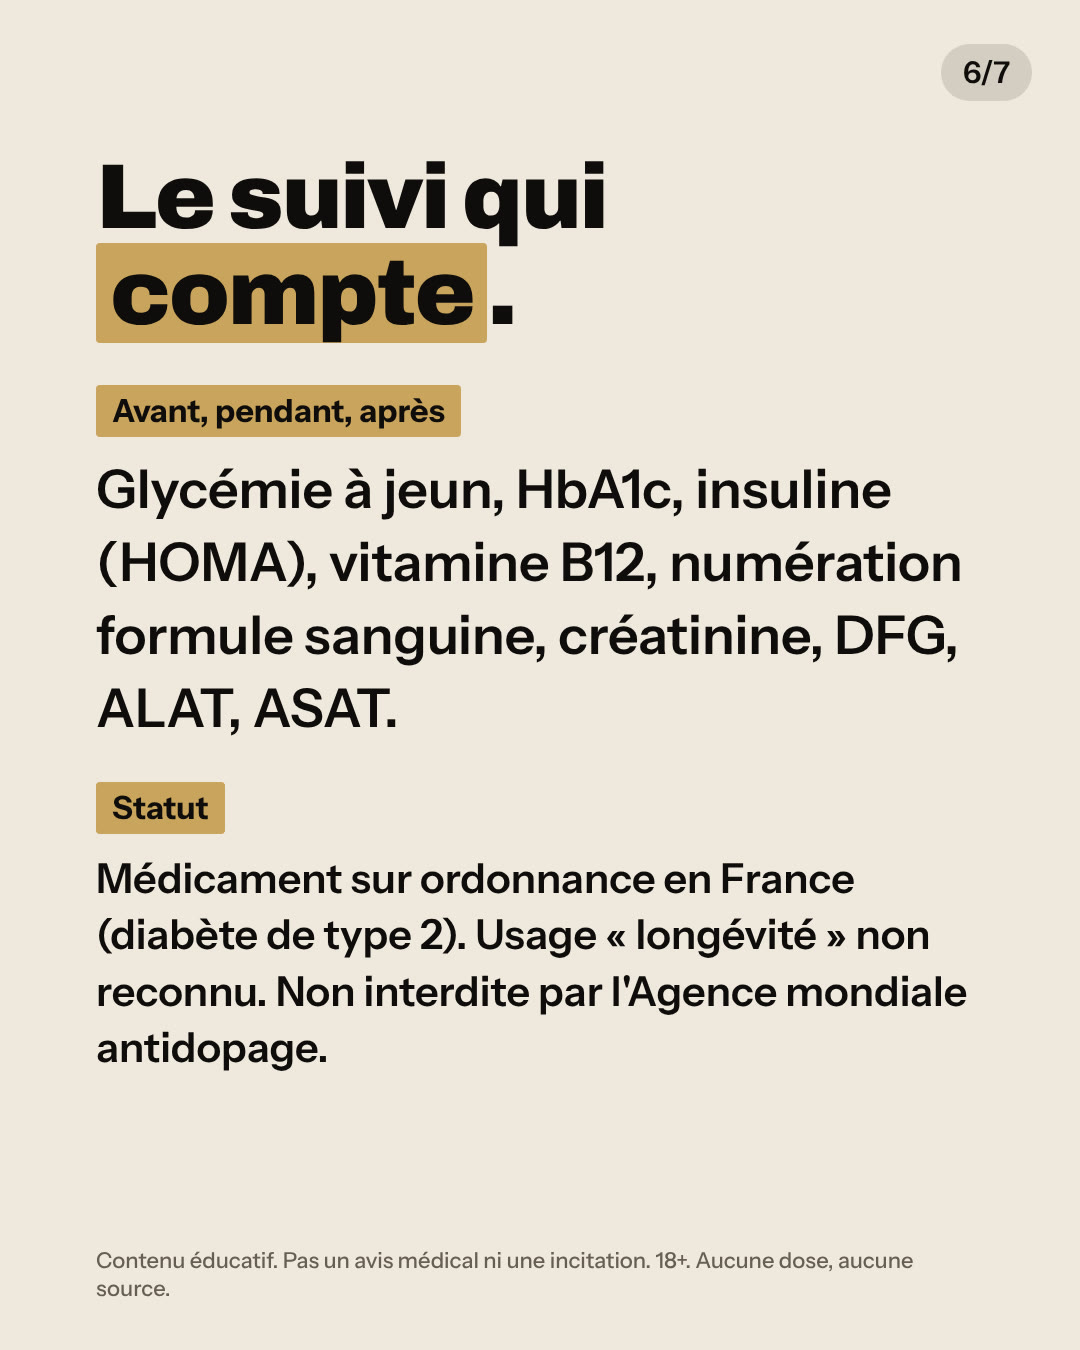 6/7
Le suivi qui
compte.
Avant, pendant, après
Glycémie à jeun, HbA1c, insuline
(HOMA), vitamine B12, numération
formule sanguine, créatinine, DFG,
ALAT, ASAT.
Statut
Médicament sur ordonnance en France
(diabète de type 2). Usage « longévité » non
reconnu. Non interdite par l'Agence mondiale
antidopage.
Contenu éducatif. Pas un avis médical ni une incitation. 18+. Aucune dose, aucune
source.